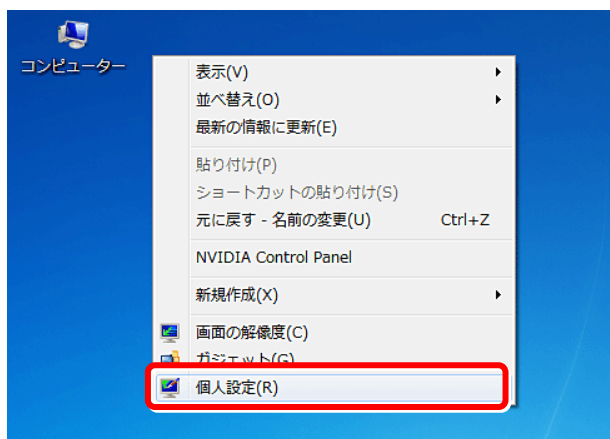 コンピューター
表示(V)
並べ替え(O)
最新の情報に更新(E)
貼り付け(P)
ショートカットの貼り付け(S)
元に戻す - 名前の変更(U) Ctrl+Z
NVIDIA Control Panel
新規作成(X)
画面の解像度(C)
ガジェット(G)
個人設定(R)